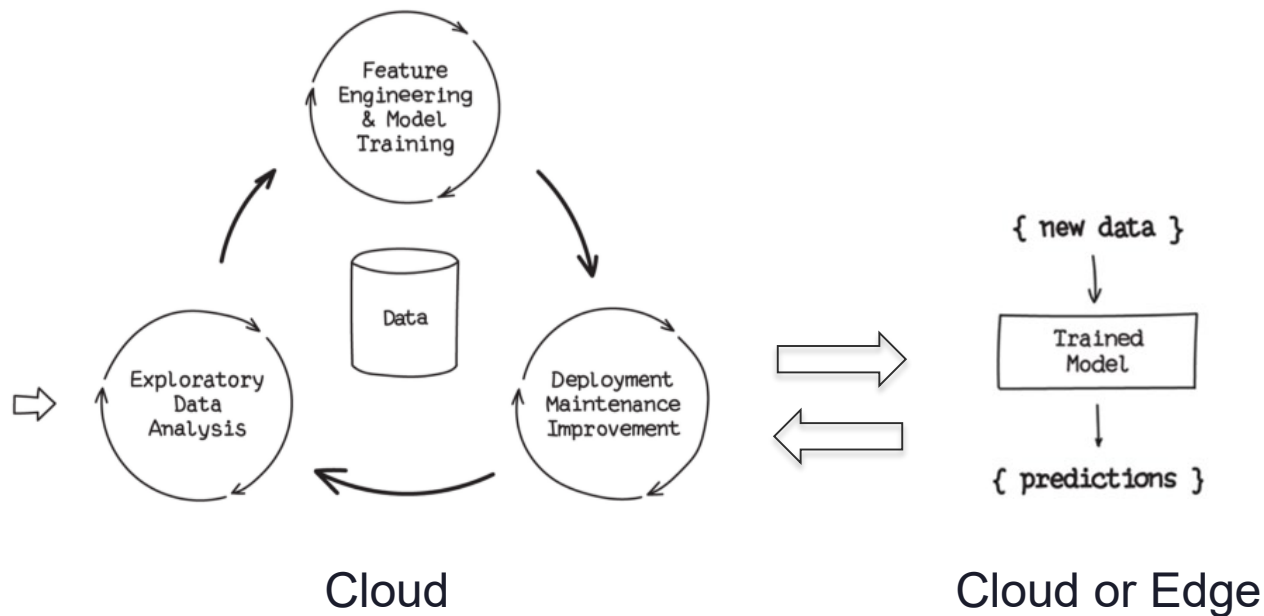 Feature
Engineering
& Model
Training
Data
Exploratory
Data
Analysis
Deployment
Maintenance
Improvement
{ new data }
Trained
Model
{ predictions }
Cloud
Cloud or Edge